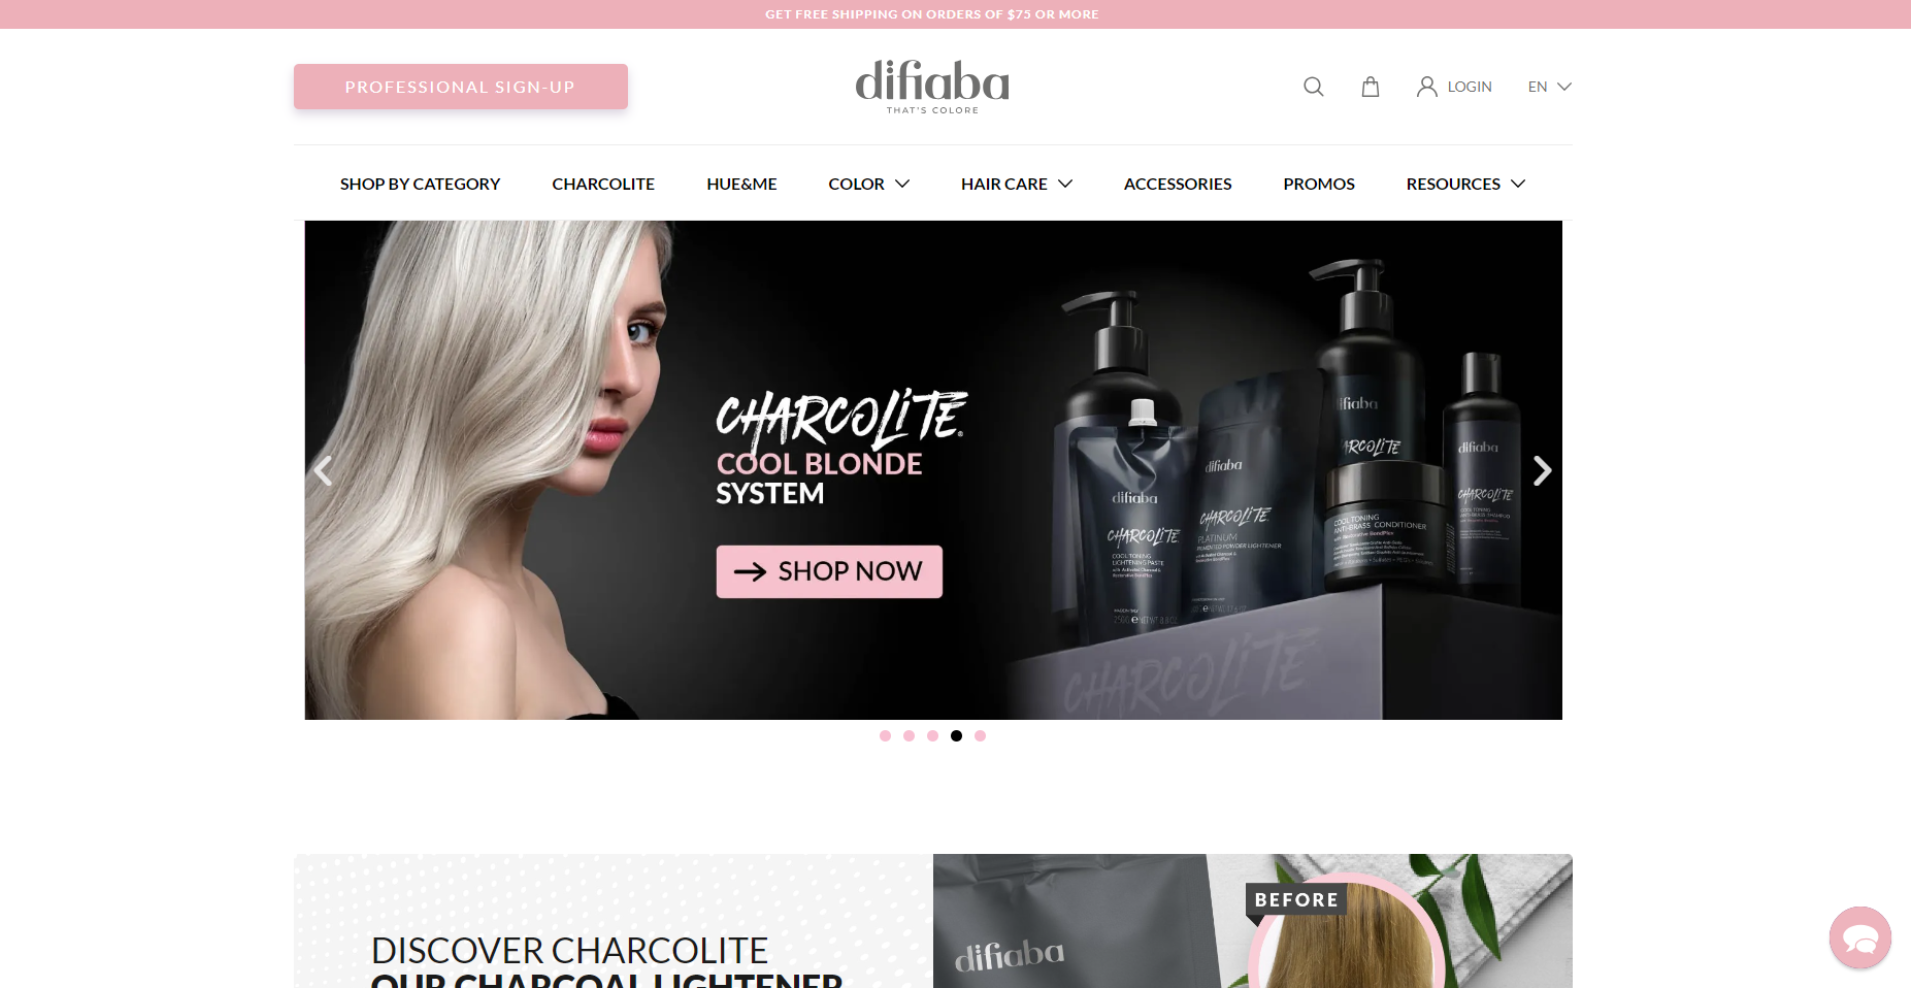 GET FREE SHIPPING ON ORDERS OF $75 OR MORE
PROFESSIONAL SIGN-UP
difiaba
THAT'S COLORE
LOGIN
EN
SHOP BY CATEGORY
CHARCOLITE
HUE&ME
COLOR
HAIR CARE
ACCESSORIES
PROMOS
RESOURCES
CHARCOLITE®
COOL BLONDE
SYSTEM
SHOP NOW
difiaba
CHARCOLITE
COOL TONING
LIGHTENING PASTE
difiaba
CHARCOLITE
PLATINUM
PIGMENTED POWDER LIGHTENER
difiaba
CHARCOLITE
COOL TONING
ANTI-BRASS CONDITIONER
difiaba
CHARCOLITE
CHARCOLITE
DISCOVER CHARCOLITE
OUR CHARCOAL LIGHTENER
difiaba
BEFORE